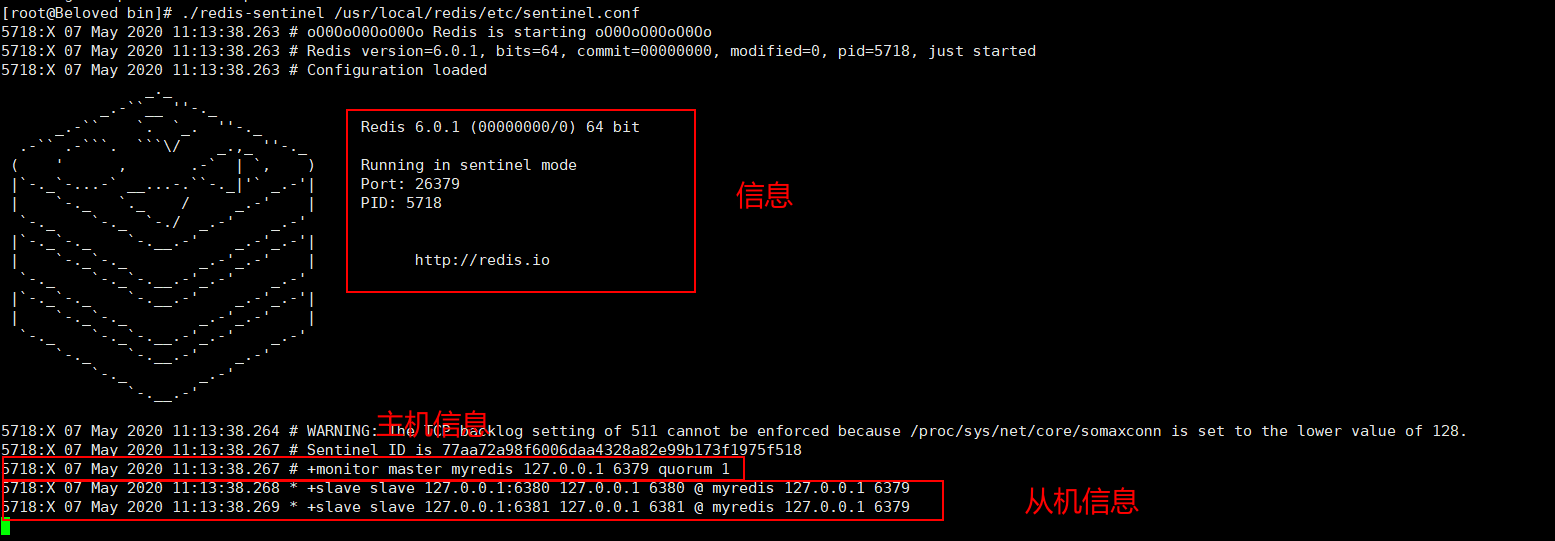 [root@Beloved bin]# ./redis-sentinel /usr/local/redis/etc/sentinel.conf
5718:X 07 May 2020 11:13:38.263 # oO0OoO0OoO0Oo Redis is starting oO0OoO0OoO0Oo
5718:X 07 May 2020 11:13:38.263 # Redis version=6.0.1, bits=64, commit=00000000, modified=0, pid=5718, just started
5718:X 07 May 2020 11:13:38.263 # Configuration loaded
Redis 6.0.1 (00000000/0) 64 bit
Running in sentinel mode
Port: 26379
信息
PID: 5718
http://redis.io
主机信息
5718:X 07 May 2020 11:13:38.264 # WARNING: The TCP backlog setting of 511 cannot be enforced because /proc/sys/net/core/somaxconn is set to the lower value of 128.
5718:X 07 May 2020 11:13:38.267 # Sentinel ID is 77aa72a98f6006daa4328a82e99b173f1975f518
5718:X 07 May 2020 11:13:38.267 # +monitor master myredis 127.0.0.1 6379 quorum 1
5718:X 07 May 2020 11:13:38.268 * +slave slave 127.0.0.1:6380 127.0.0.1 6380 @ myredis 127.0.0.1 6379
5718:X 07 May 2020 11:13:38.269 * +slave slave 127.0.0.1:6381 127.0.0.1 6381 @ myredis 127.0.0.1 6379
从机信息